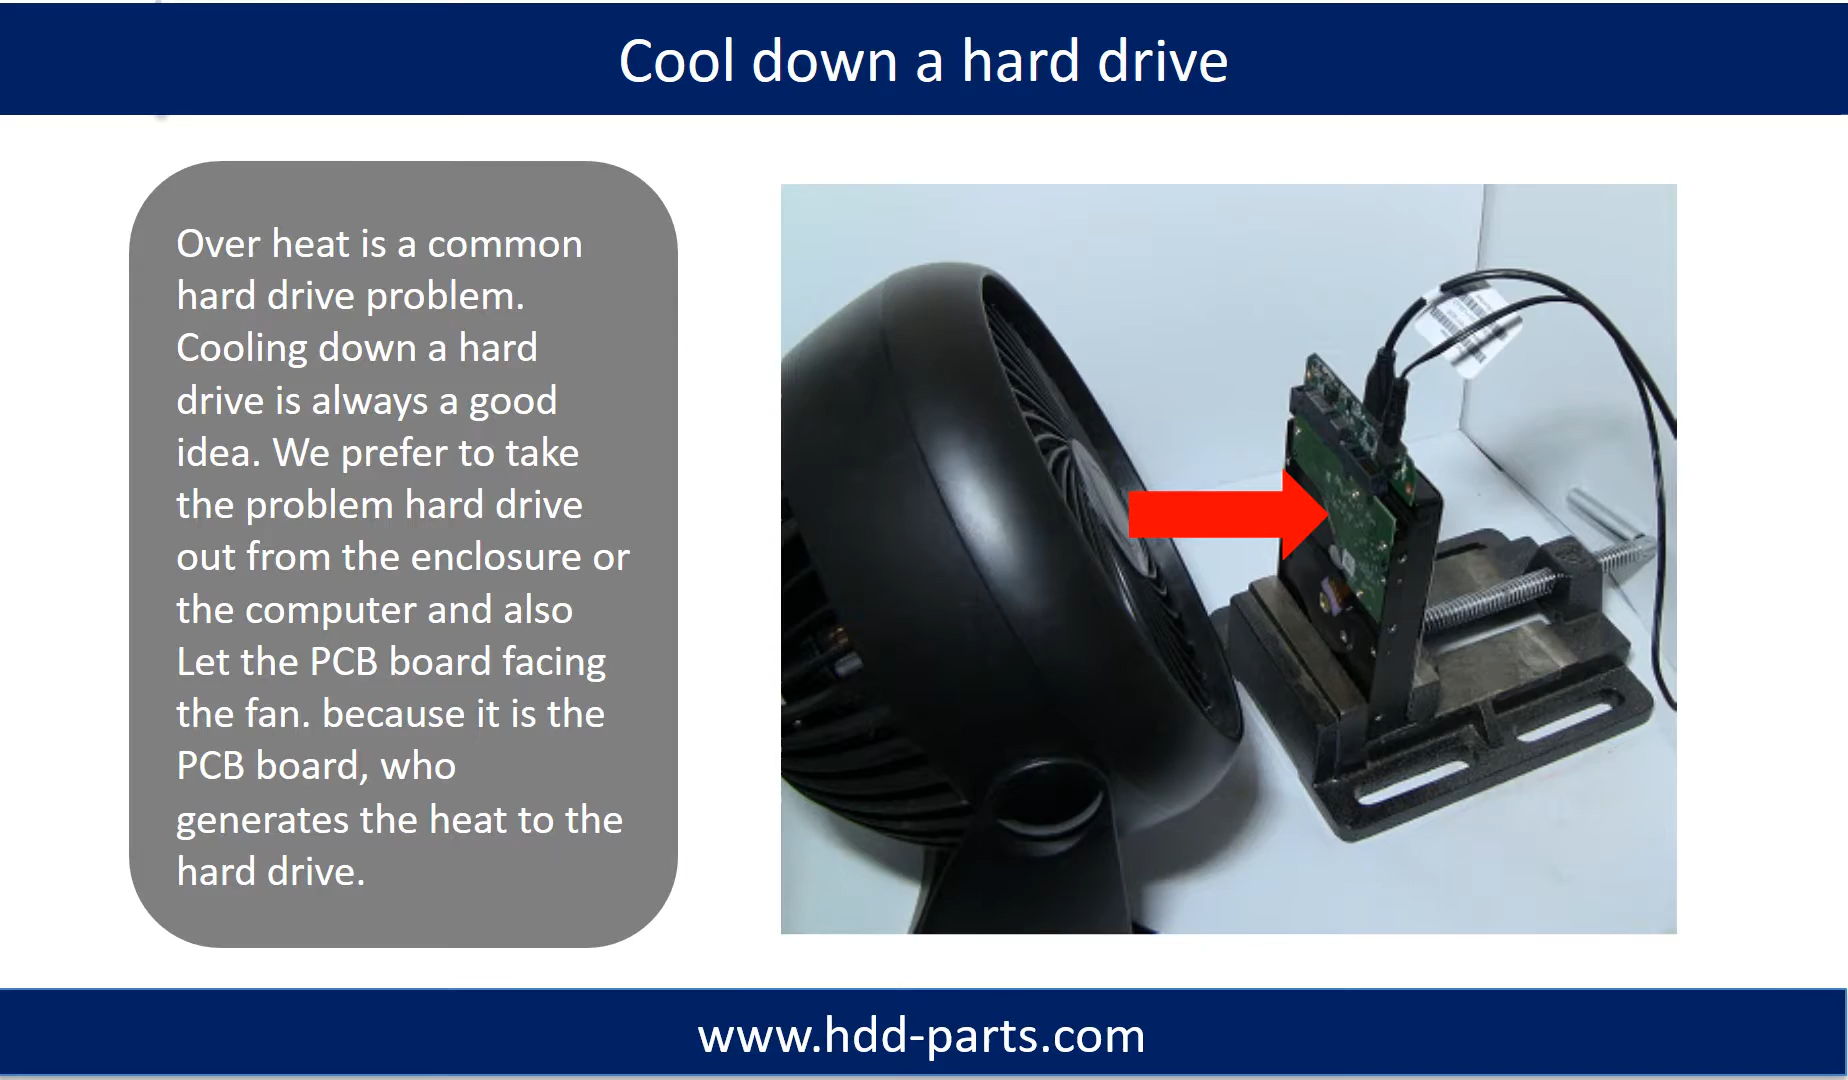 Cool down a hard drive
Over heat is a common
hard drive problem.
Cooling down a hard
drive is always a good
idea. We prefer to take
the problem hard drive
out from the enclosure or
the computer and also
Let the PCB board facing
the fan. because it is the
PCB board, who
generates the heat to the
hard drive.
www.hdd-parts.com